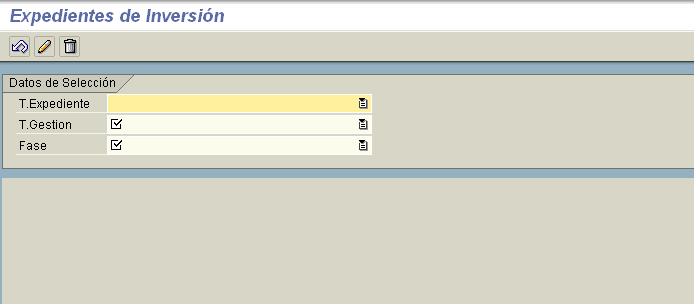 Expedientes de Inversión
Datos de Selección
T.Expediente
T.Gestion
Fase